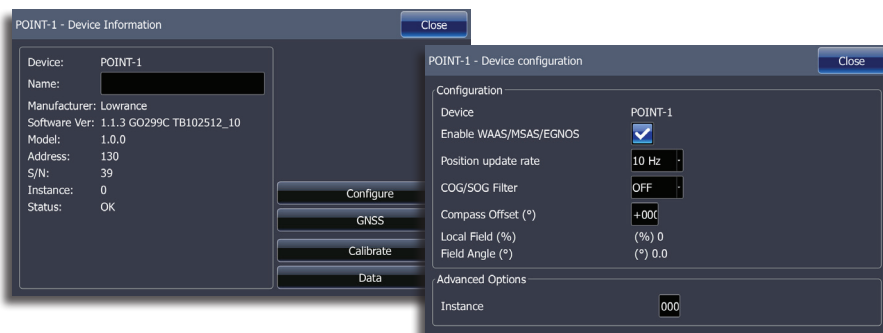 POINT-1 - Device Information
Close
Device: POINT-1
Name:
Manufacturer: Lowrance
Software Ver: 1.1.3 GO299C TB102512_10
Model: 1.0.0
Address: 130
S/N: 39
Instance: 0
Status: OK
Configure
GNSS
Calibrate
Data
POINT-1 - Device configuration
Close
Configuration
Device POINT-1
Enable WAAS/MSAS/EGNOS
Position update rate 10 Hz
COG/SOG Filter OFF
Compass Offset (°) +000
Local Field (%) (%) 0
Field Angle (°) (°) 0.0
Advanced Options
Instance 000